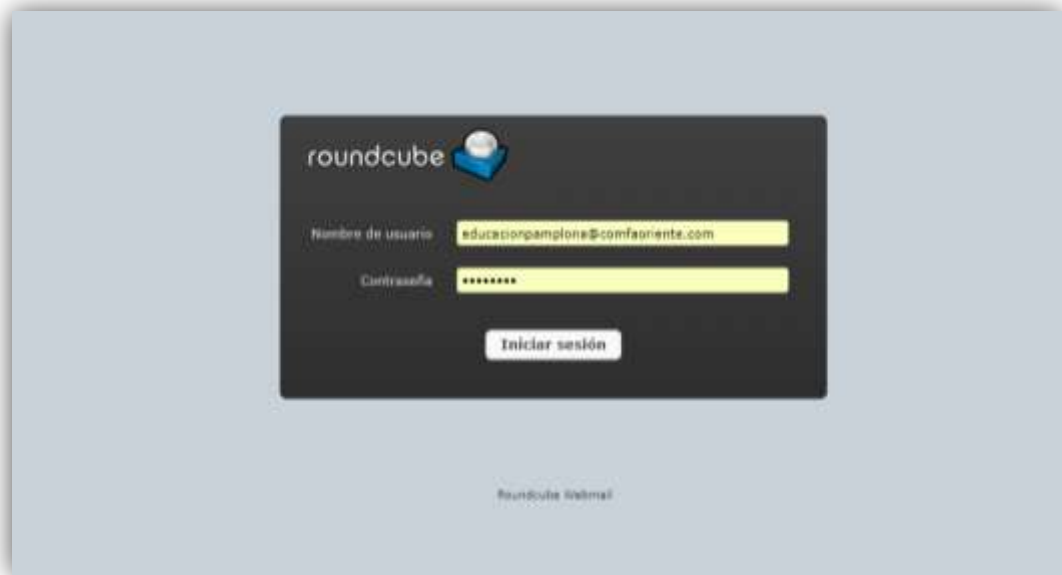 roundcube
Nombre de usuario educacionpamplona@comfaoriente.com
Contraseña ••••••••
Iniciar sesión
Roundcube Webmail